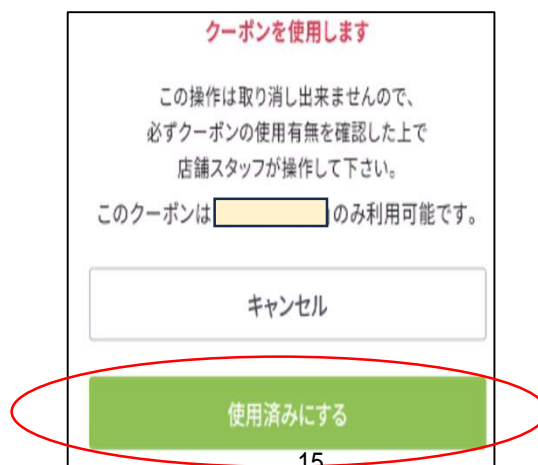 クーポンを使用します
この操作は取り消し出来ませんので、
必ずクーポンの使用有無を確認した上で
店舗スタッフが操作して下さい。
このクーポンは のみ利用可能です。
キャンセル
使用済みにする
15